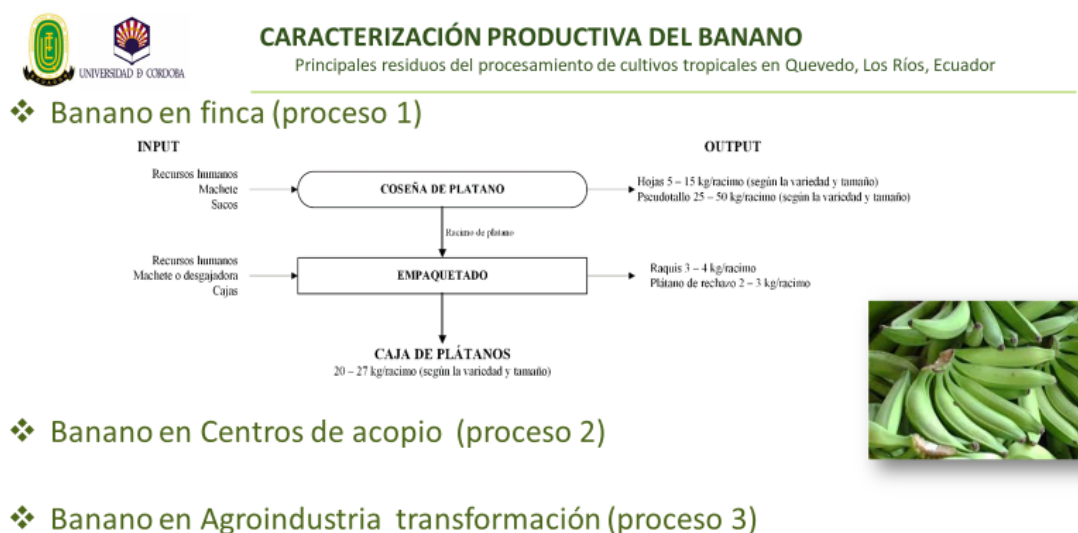 CARACTERIZACIÓN PRODUCTIVA DEL BANANO
UNIVERSIDAD Ð CORDOBA
Principales residuos del procesamiento de cultivos tropicales en Quevedo, Los Ríos, Ecuador
❖ Banano en finca (proceso 1)
INPUT
OUTPUT
Recursos humanos
Machete
Sacos
COSEÑA DE PLATANO
Hojas 5 – 15 kg/racimo (según la variedad y tamaño)
Pseudotallo 25 – 50 kg/racimo (según la variedad y tamaño)
Racimo de platano
Recursos humanos
Machete o desgajadora
Cajas
EMPAQUETADO
Raquis 3 – 4 kg/racimo
Plátano de rechazo 2 – 3 kg/racimo
CAJA DE PLÁTANOS
20 – 27 kg/racimo (según la variedad y tamaño)
❖ Banano en Centros de acopio (proceso 2)
❖ Banano en Agroindustria transformación (proceso 3)